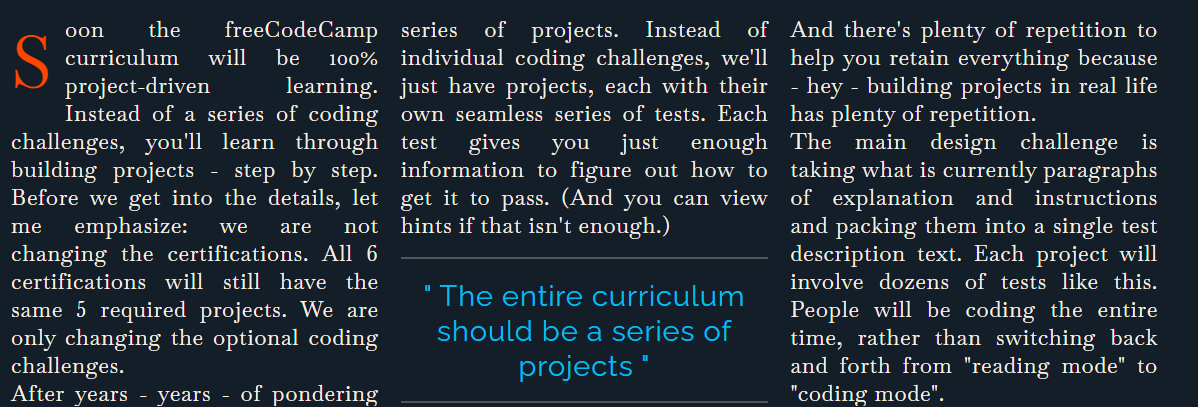 Soon the freeCodeCamp
curriculum will be 100%
project-driven learning.
Instead of a series of coding
challenges, you'll learn through
building projects - step by step.
Before we get into the details, let
me emphasize: we are not
changing the certifications. All 6
certifications will still have the
same 5 required projects. We are
only changing the optional coding
challenges.
After years - years - of pondering
series of projects. Instead of
individual coding challenges, we'll
just have projects, each with their
own seamless series of tests. Each
test gives you just enough
information to figure out how to
get it to pass. (And you can view
hints if that isn't enough.)
" The entire curriculum
should be a series of
projects "
And there's plenty of repetition to
help you retain everything because
- hey - building projects in real life
has plenty of repetition.
The main design challenge is
taking what is currently paragraphs
of explanation and instructions
and packing them into a single test
description text. Each project will
involve dozens of tests like this.
People will be coding the entire
time, rather than switching back
and forth from "reading mode" to
"coding mode".